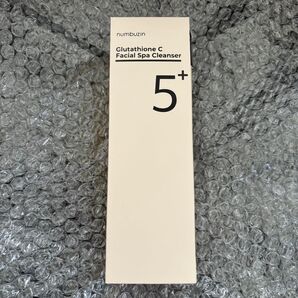 numbuzin
Glutathione C
Facial Spa Cleanser
5+